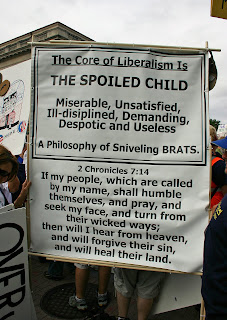 The Core of Liberalism Is
THE SPOILED CHILD
Miserable, Unsatisfied,
Ill-disiplined, Demanding,
Despotic and Useless
A Philosophy of Sniveling BRATS.
2 Chronicles 7:14
If my people, which are called
by my name, shall humble
themselves, and pray, and
seek my face, and turn from
their wicked ways;
then will I hear from heaven,
and will forgive their sin,
and will heal their land.
OVER